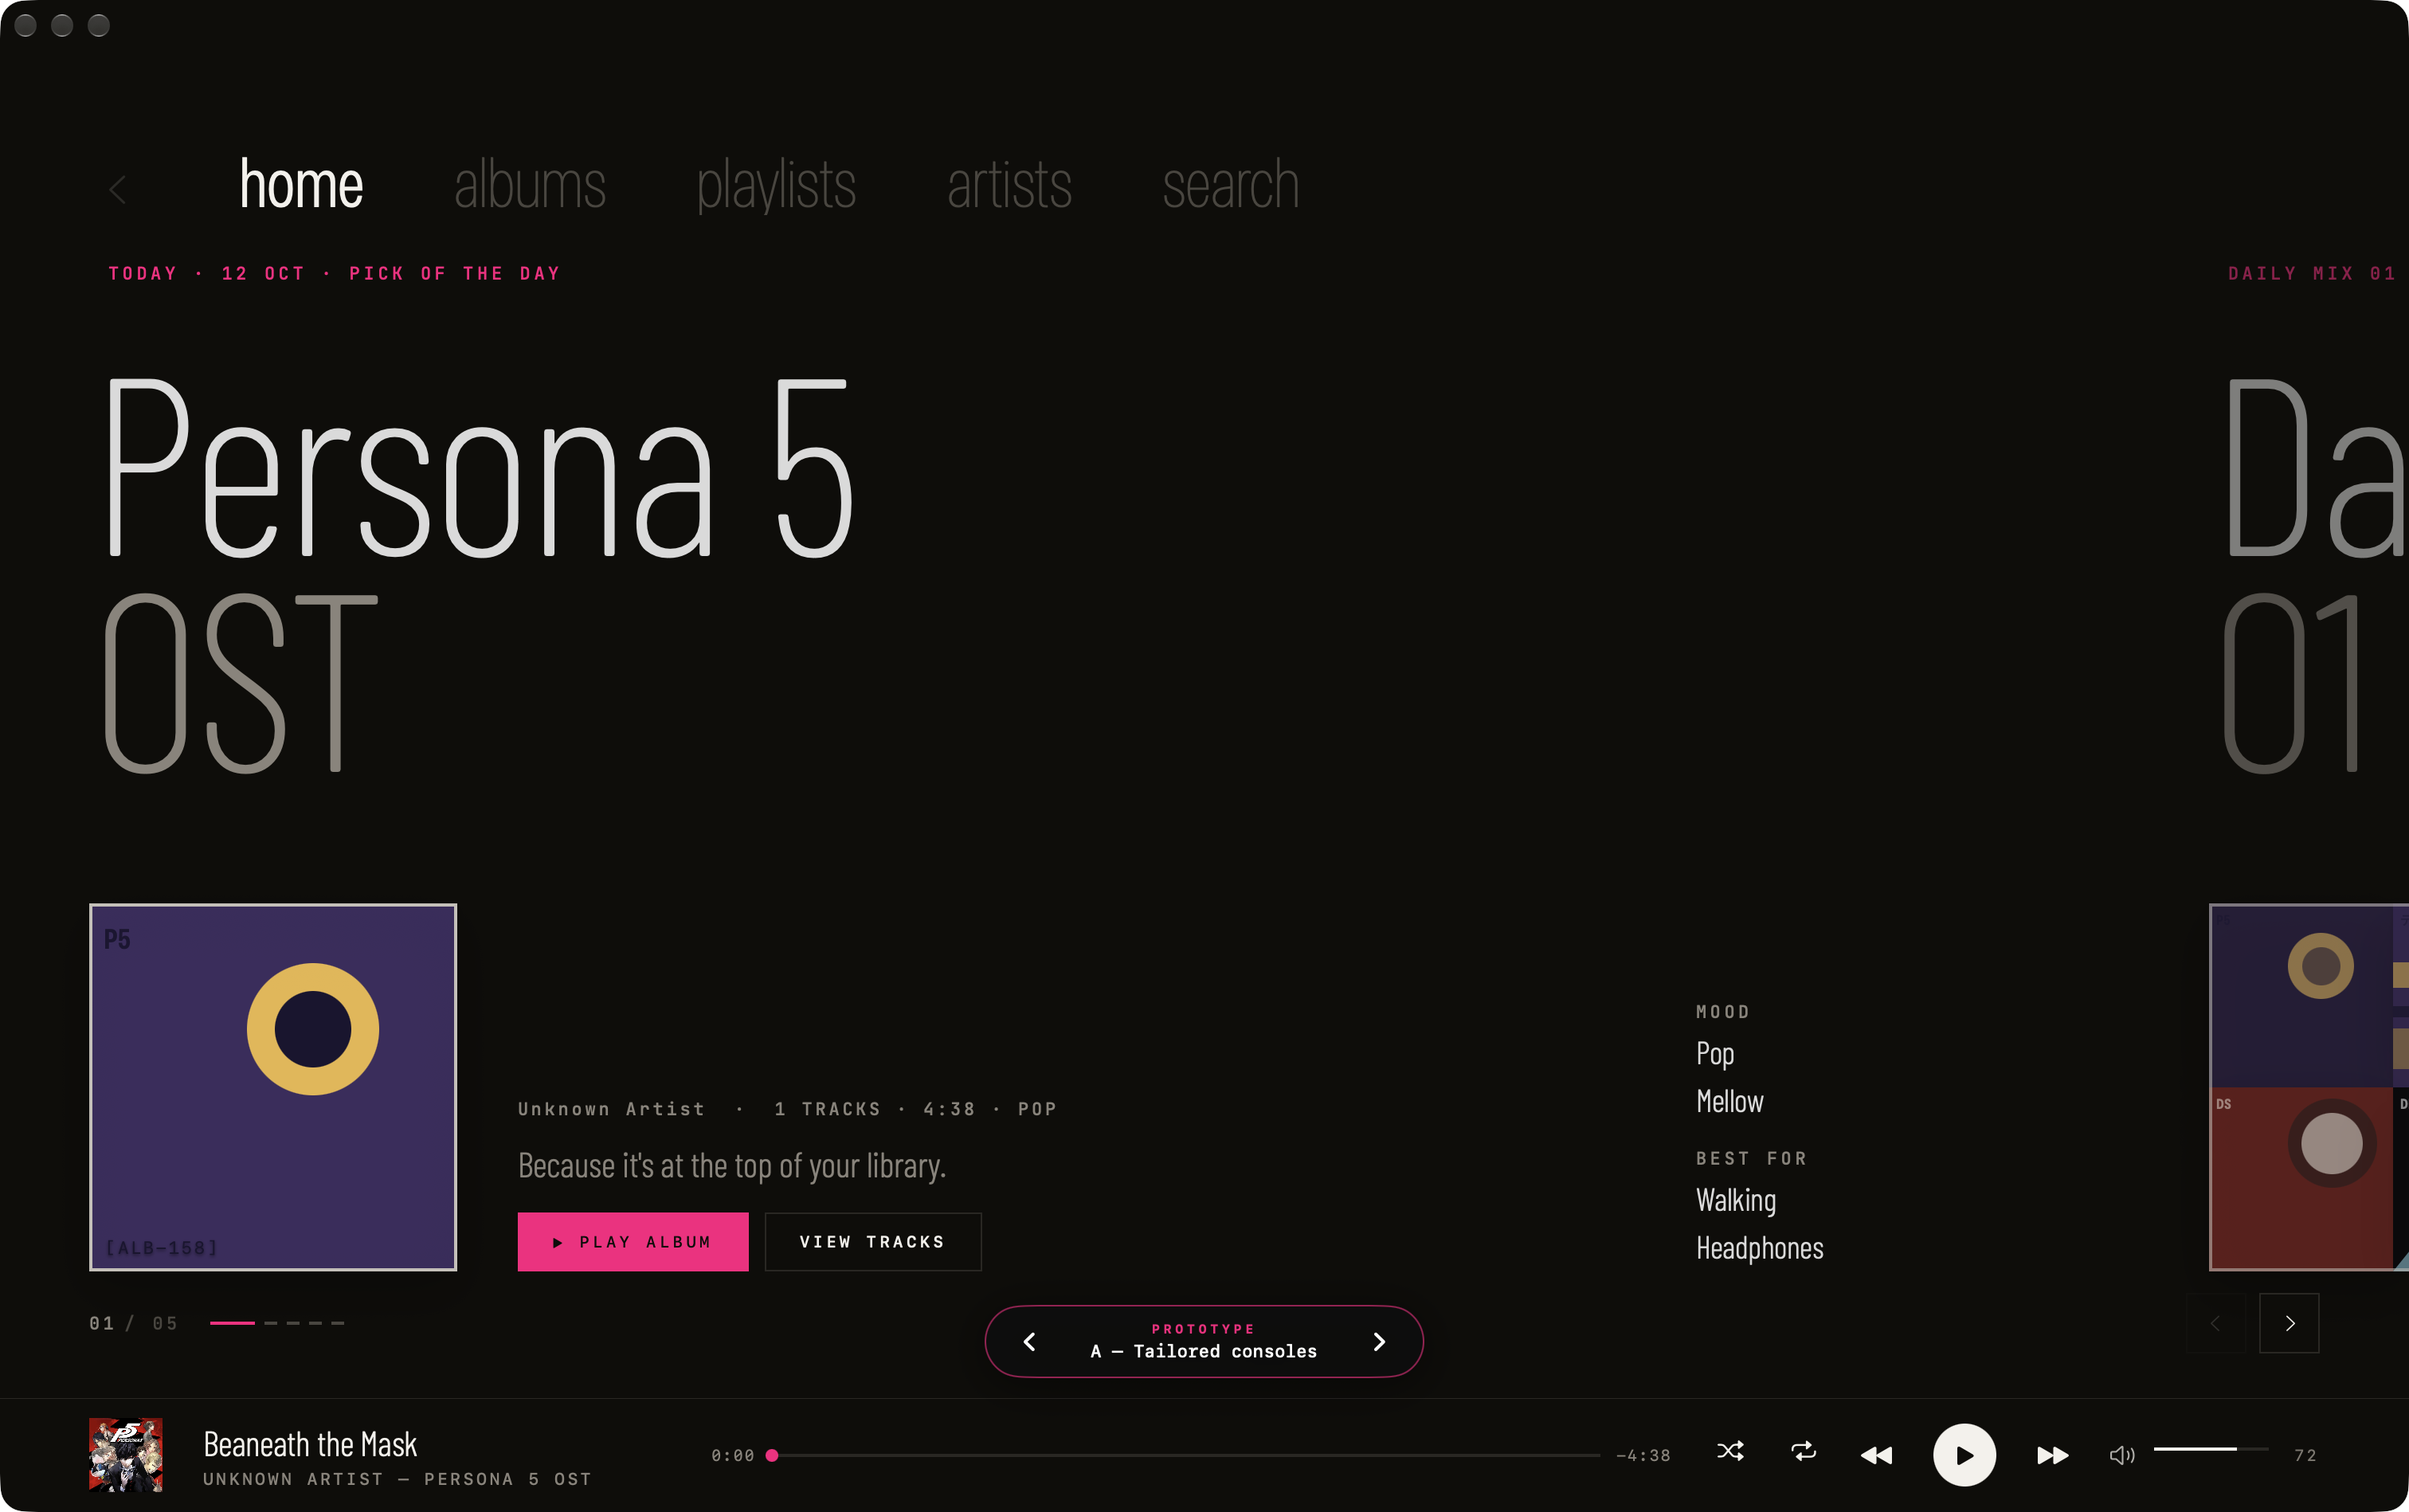 home albums playlists artists search
TODAY · 12 OCT · PICK OF THE DAY
DAILY MIX 01
Persona 5
OST
Da
01
P5
[ALB-158]
Unknown Artist · 1 TRACKS · 4:38 · POP
Because it's at the top of your library.
▶ PLAY ALBUM
VIEW TRACKS
MOOD
Pop
Mellow
BEST FOR
Walking
Headphones
DS
D
01 / 05
PROTOTYPE
A — Tailored consoles
Beaneath the Mask
UNKNOWN ARTIST — PERSONA 5 OST
0:00
-4:38
72